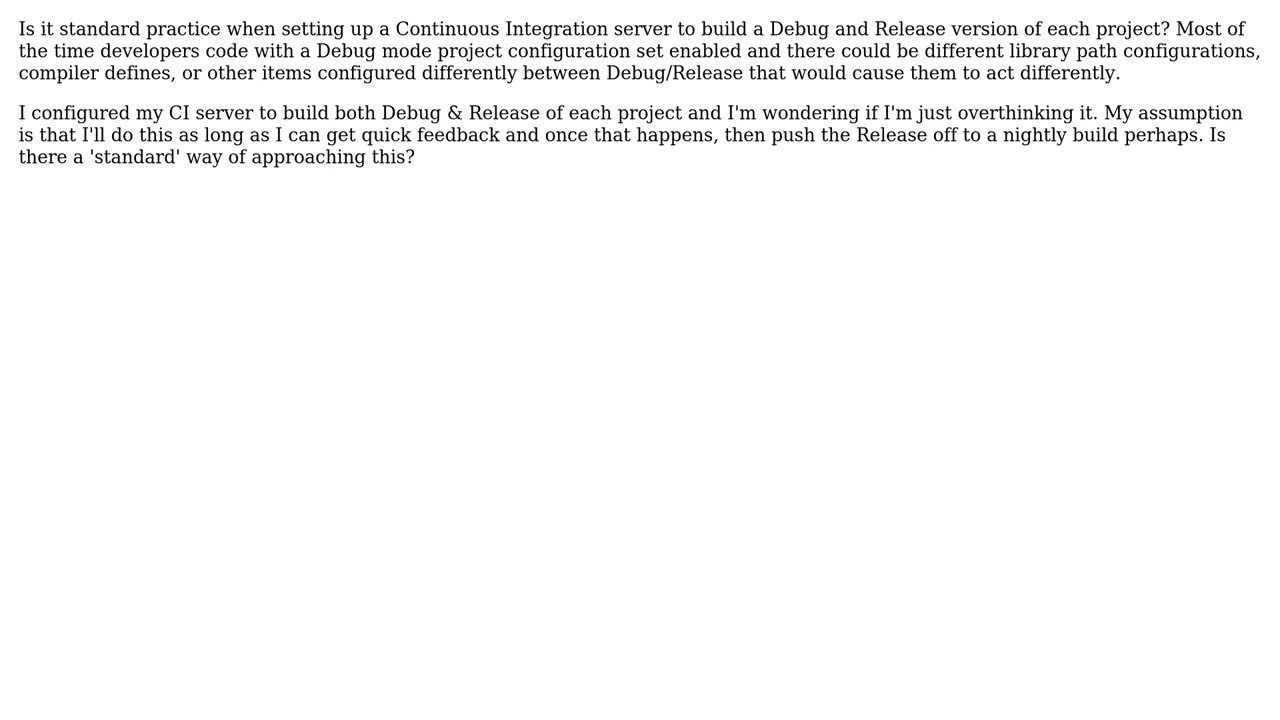 Is it standard practice when setting up a Continuous Integration server to build a Debug and Release version of each project? Most of
the time developers code with a Debug mode project configuration set enabled and there could be different library path configurations,
compiler defines, or other items configured differently between Debug/Release that would cause them to act differently.
I configured my CI server to build both Debug & Release of each project and I'm wondering if I'm just overthinking it. My assumption
is that I'll do this as long as I can get quick feedback and once that happens, then push the Release off to a nightly build perhaps. Is
there a 'standard' way of approaching this?